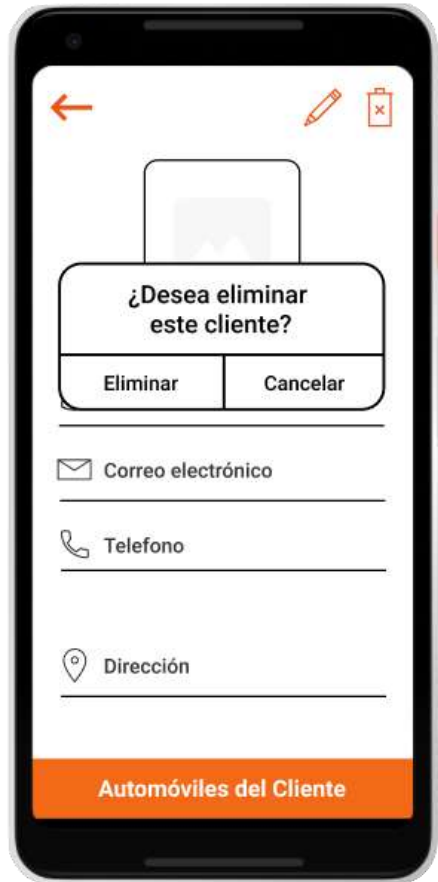 ¿Desea eliminar
este cliente?
Eliminar
Cancelar
Correo electrónico
Telefono
Dirección
Automóviles del Cliente